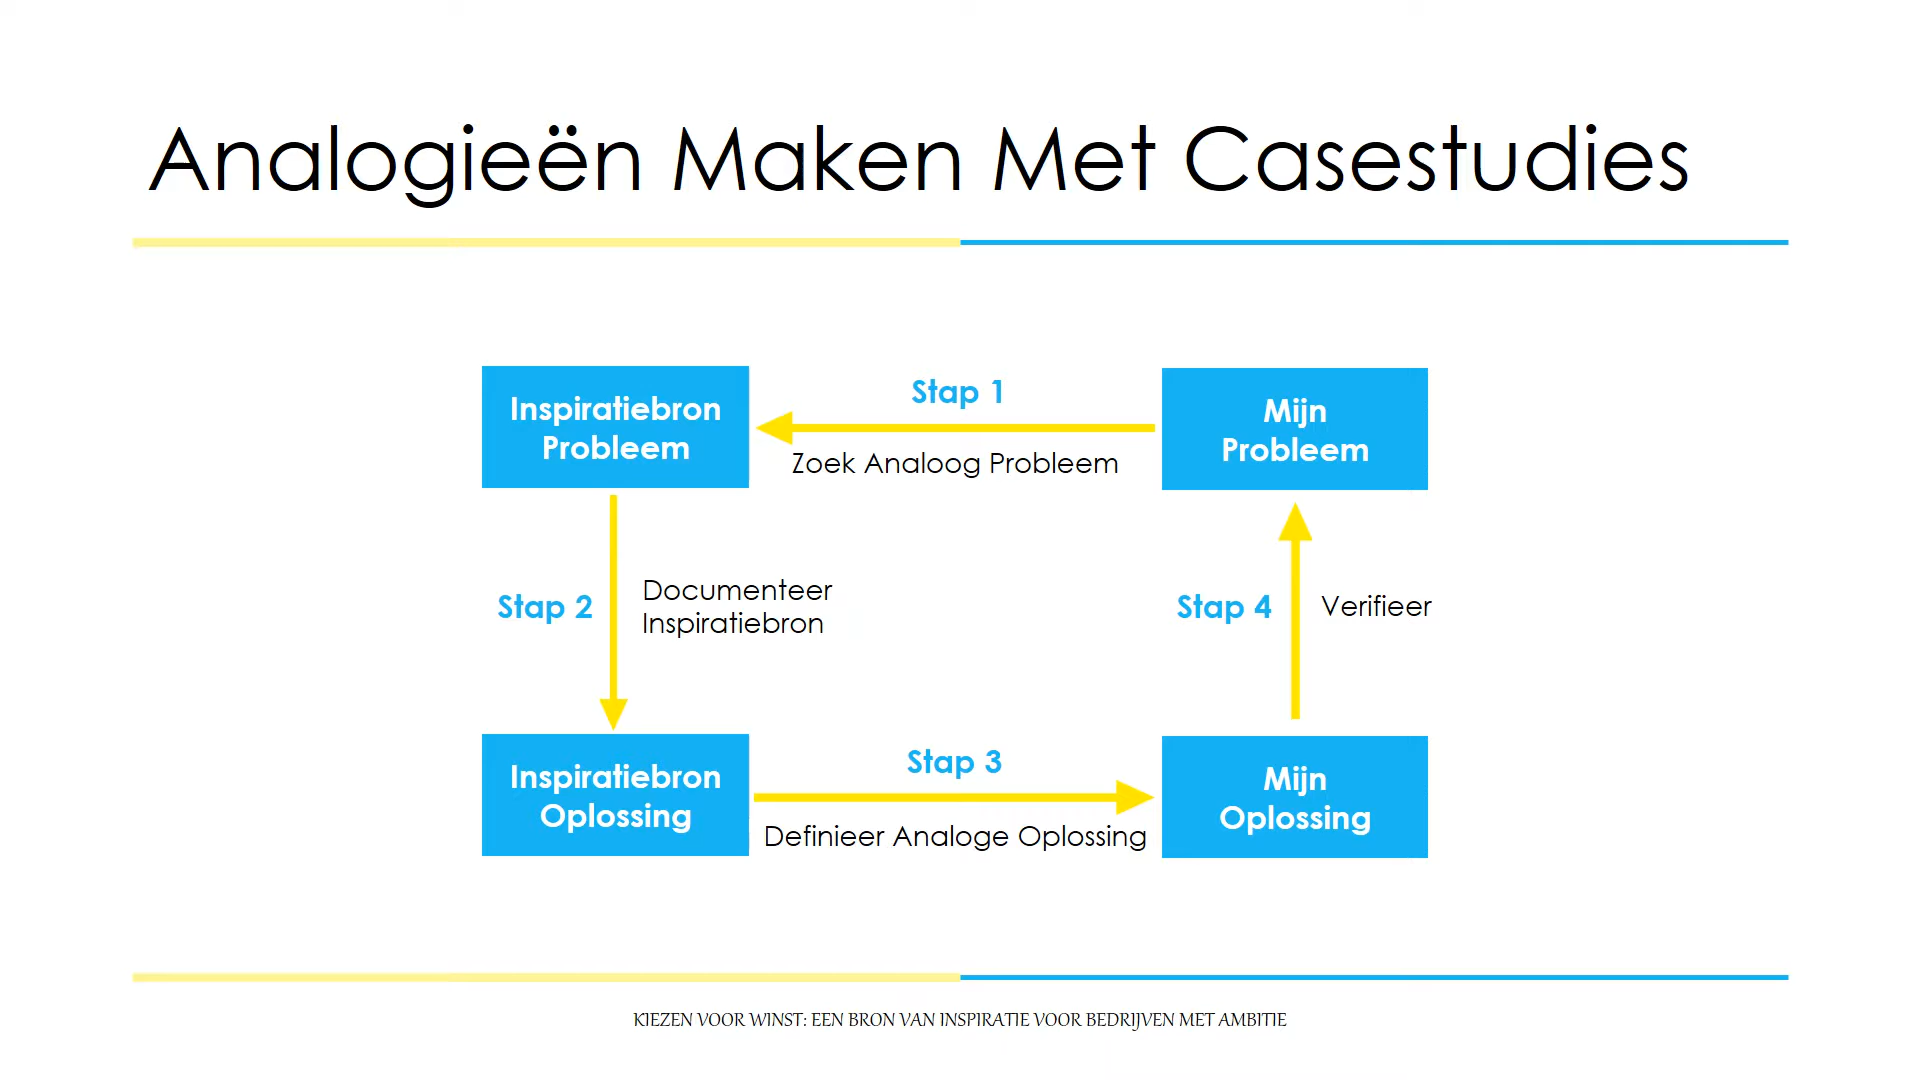 Analogieën Maken Met Casestudies
Inspiratiebron
Probleem
Stap 1
Zoek Analoog Probleem
Mijn
Probleem
Stap 2
Documenteer
Inspiratiebron
Stap 4
Verifieer
Inspiratiebron
Oplossing
Stap 3
Definieer Analoge Oplossing
Mijn
Oplossing
KIEZEN VOOR WINST: EEN BRON VAN INSPIRATIE VOOR BEDRIJVEN MET AMBITIE